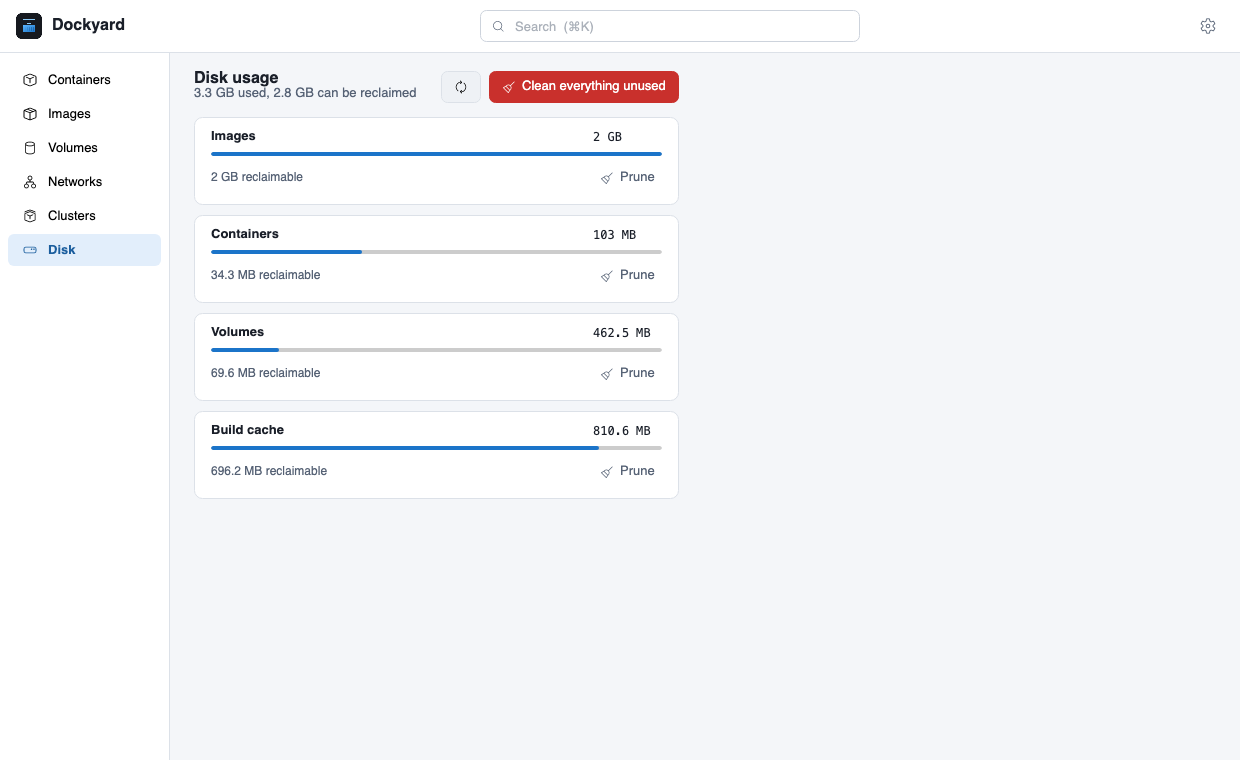 Dockyard
Search (⌘K)
Containers
Images
Volumes
Networks
Clusters
Disk
Disk usage
3.3 GB used, 2.8 GB can be reclaimed
Clean everything unused
Images 2 GB
2 GB reclaimable Prune
Containers 103 MB
34.3 MB reclaimable Prune
Volumes 462.5 MB
69.6 MB reclaimable Prune
Build cache 810.6 MB
696.2 MB reclaimable Prune